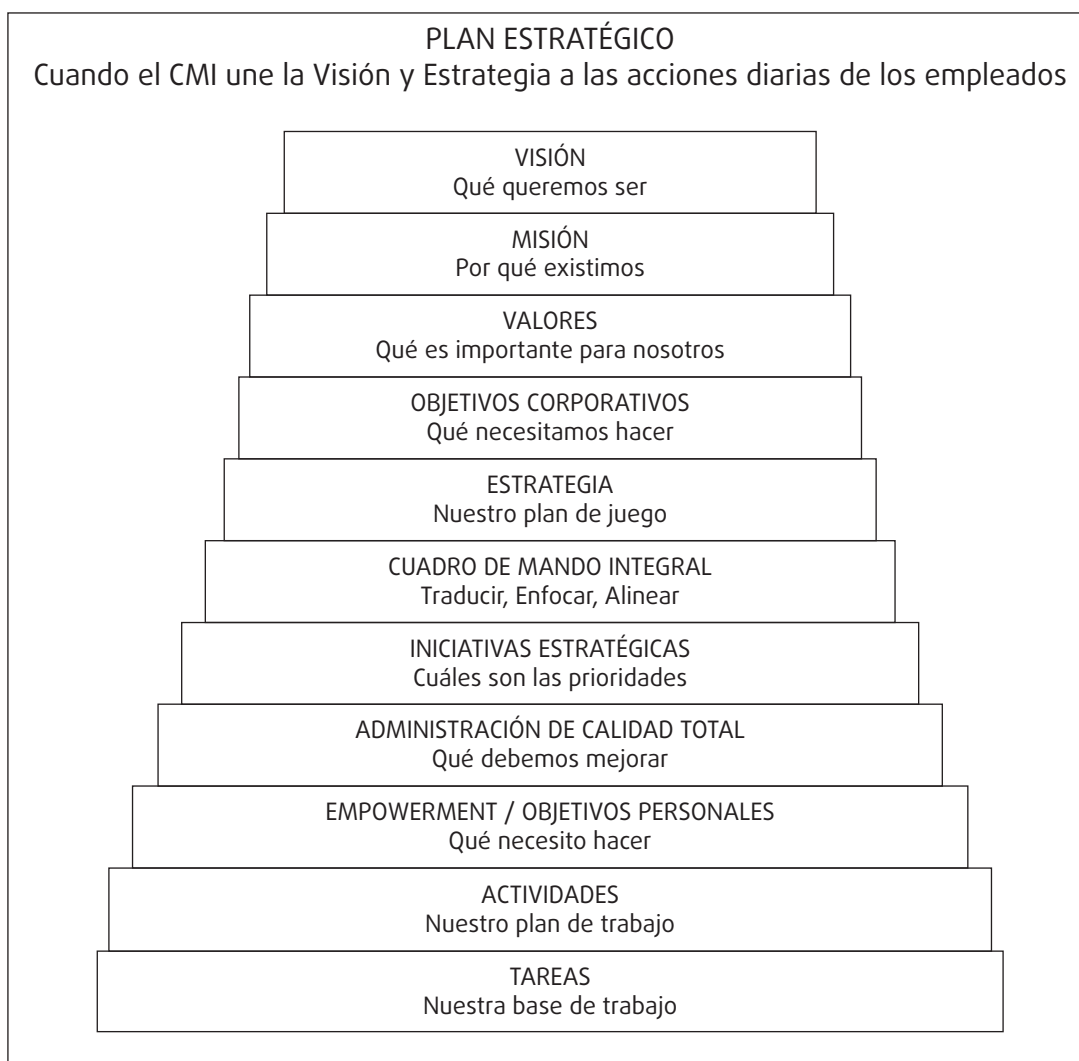 PLAN ESTRATÉGICO
Cuando el CMI une la Visión y Estrategia a las acciones diarias de los empleados
VISIÓN
Qué queremos ser
MISIÓN
Por qué existimos
VALORES
Qué es importante para nosotros
OBJETIVOS CORPORATIVOS
Qué necesitamos hacer
ESTRATEGIA
Nuestro plan de juego
CUADRO DE MANDO INTEGRAL
Traducir, Enfocar, Alinear
INICIATIVAS ESTRATÉGICAS
Cuáles son las prioridades
ADMINISTRACIÓN DE CALIDAD TOTAL
Qué debemos mejorar
EMPOWERMENT / OBJETIVOS PERSONALES
Qué necesito hacer
ACTIVIDADES
Nuestro plan de trabajo
TAREAS
Nuestra base de trabajo